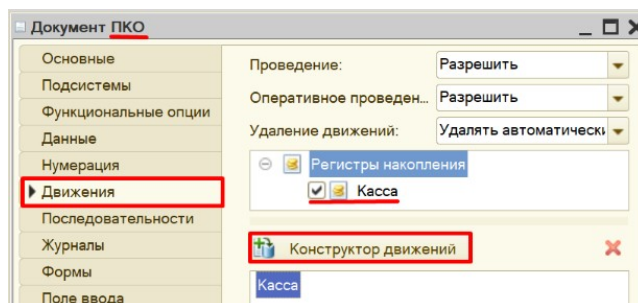 Документ ПКО
Основные
Подсистемы
Функциональные опции
Данные
Нумерация
Движения
Последовательности
Журналы
Формы
Поле ввода
Проведение: Разрешить
Оперативное проведен... Разрешить
Удаление движений: Удалять автоматически
Регистры накопления
Касса
Конструктор движений
Касса